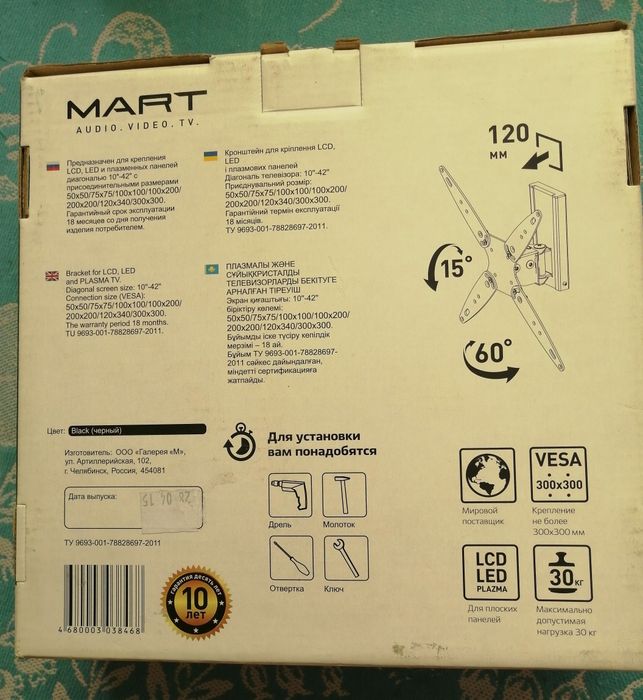 MART
AUDIO. VIDEO. TV.
Предназначен для крепления
LCD, LED и плазменных панелей
диагональю 10"-42" с
присоединительными размерами
50x50/75x75/100x100/100x200/
200x200/120x340/300x300.
Гарантийный срок эксплуатации
18 месяцев со дня получения
изделия потребителем.
Кронштейн для кріплення LCD,
LED
і плазмових панелей
Діагональ телевізора: 10"-42"
Приєднувальний розмір:
50x50/75x75/100x100/100x200/
200x200/120x340/300x300.
Гарантійний термін експлуатації
18 місяців.
ТУ 9693-001-78828697-2011.
Bracket for LCD, LED
and PLASMA TV.
Diagonal screen size: 10"-42"
Connection size (VESA):
50x50/75x75/100x100/100x200/
200x200/120x340/300x300.
The warranty period 18 months.
TU 9693-001-78828697-2011.
ПЛАЗМАЛЫ ЖӘНЕ
СҰЙЫҚКРИСТАЛДЫ
ТЕЛЕВИЗОРЛАРДЫ БЕКІТУГЕ
АРНАЛҒАН ТІРЕУІШ
Экран қиғаштығы: 10"-42"
біріктіру көлемі:
50x50/75x75/100x100/100x200/
200x200/120x340/300x300.
Бұйымды іске түсіру кепілдік
мерзімі – 18 ай.
Бұйым ТУ 9693-001-78828697-
2011 сәйкес дайындалған,
міндетті сертификацияға
жатпайды.
120
мм
15°
60°
Цвет: Black (черный)
Изготовитель: ООО «Галерея «М»,
ул. Артиллерийская, 102,
г. Челябинск, Россия, 454081
Дата выпуска:
28 04 15
ТУ 9693-001-78828697-2011
4 680003 038468
гарантия десять лет
10
лет
Для установки
вам понадобятся
Дрель
Молоток
Отвертка
Ключ
Мировой
поставщик
VESA
300x300
Крепление
не более
300x300 мм
LCD
LED
PLAZMA
Для плоских
панелей
30 кг
Максимально
допустимая
нагрузка 30 кг